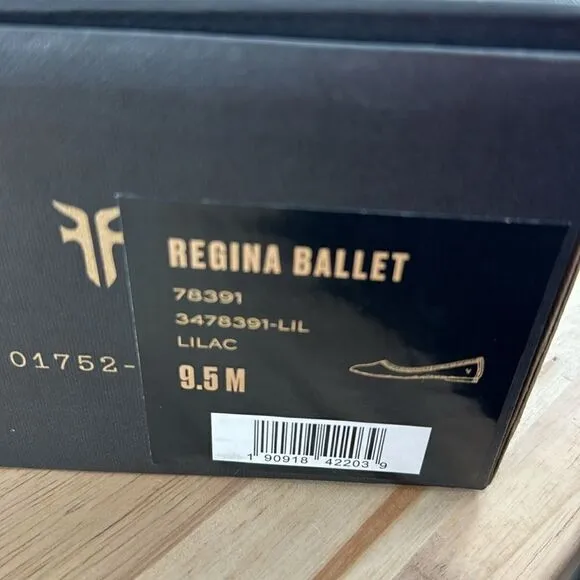 REGINA BALLET
78391
3478391-LIL
LILAC
01752-
9.5 M
1 90918 42203 9